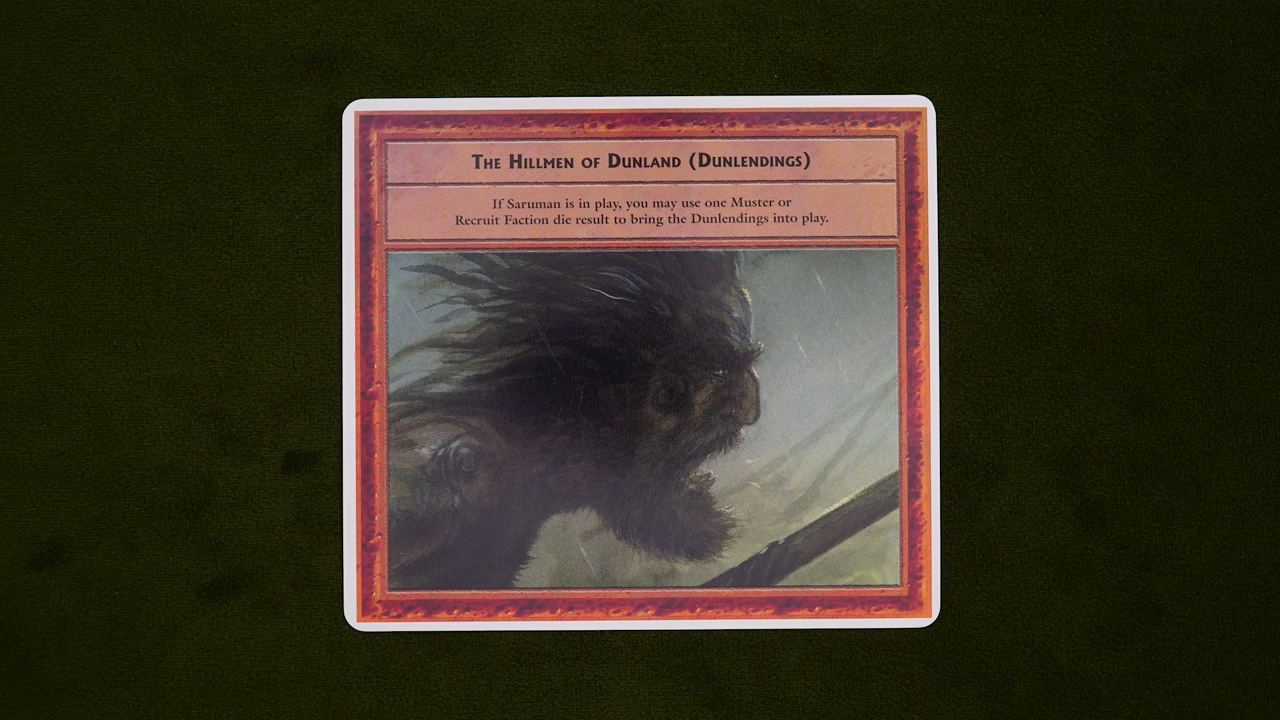 The Hillmen of Dunland (Dunlendings)
If Saruman is in play, you may use one Muster or
Recruit Faction die result to bring the Dunlendings into play.